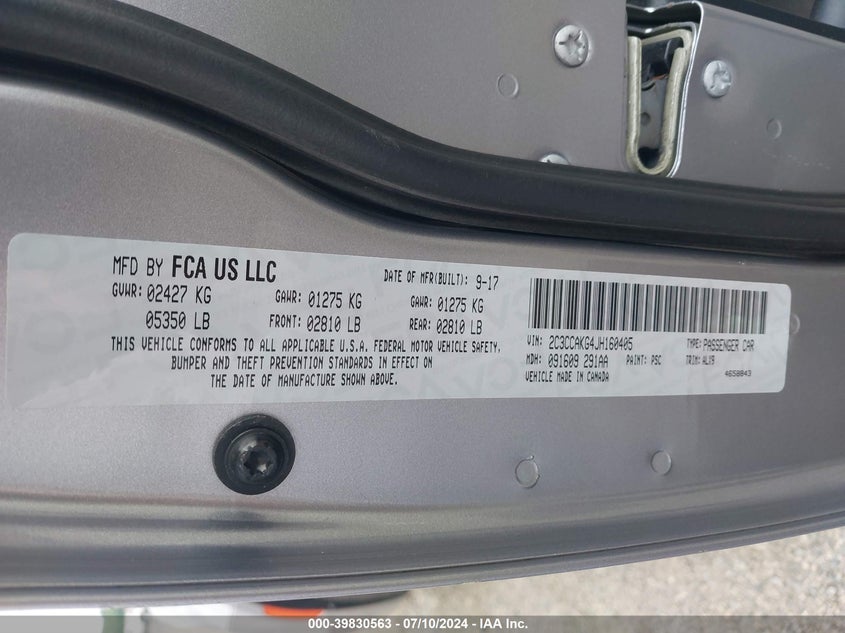 MFD BY FCA US LLC
DATE OF MFR(BUILT): 9-17
GVWR: 02427 KG GAWR: 01275 KG GAWR: 01275 KG
05350 LB FRONT: 02810 LB REAR: 02810 LB
THIS VEHICLE CONFORMS TO ALL APPLICABLE U.S.A. FEDERAL MOTOR VEHICLE SAFETY,
BUMPER AND THEFT PREVENTION STANDARDS IN EFFECT ON
THE DATE OF MANUFACTURE SHOWN ABOVE.
VIN: 2C3CCAKG4JH160405 TYPE: PASSENGER CAR
MDH: 091609 291AA PAINT: PSC TRIM: ALV9
VEHICLE MADE IN CANADA 4658843
000-39830563 - 07/10/2024 - IAA Inc.